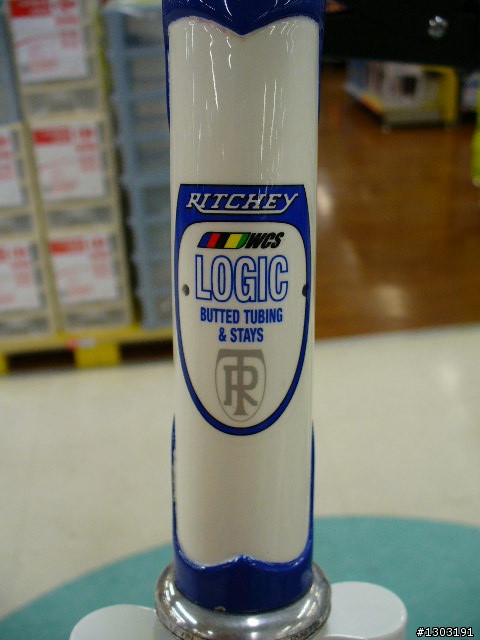 RITCHEY
WCS
LOGIC
BUTTED TUBING
& STAYS
TR
#1303191